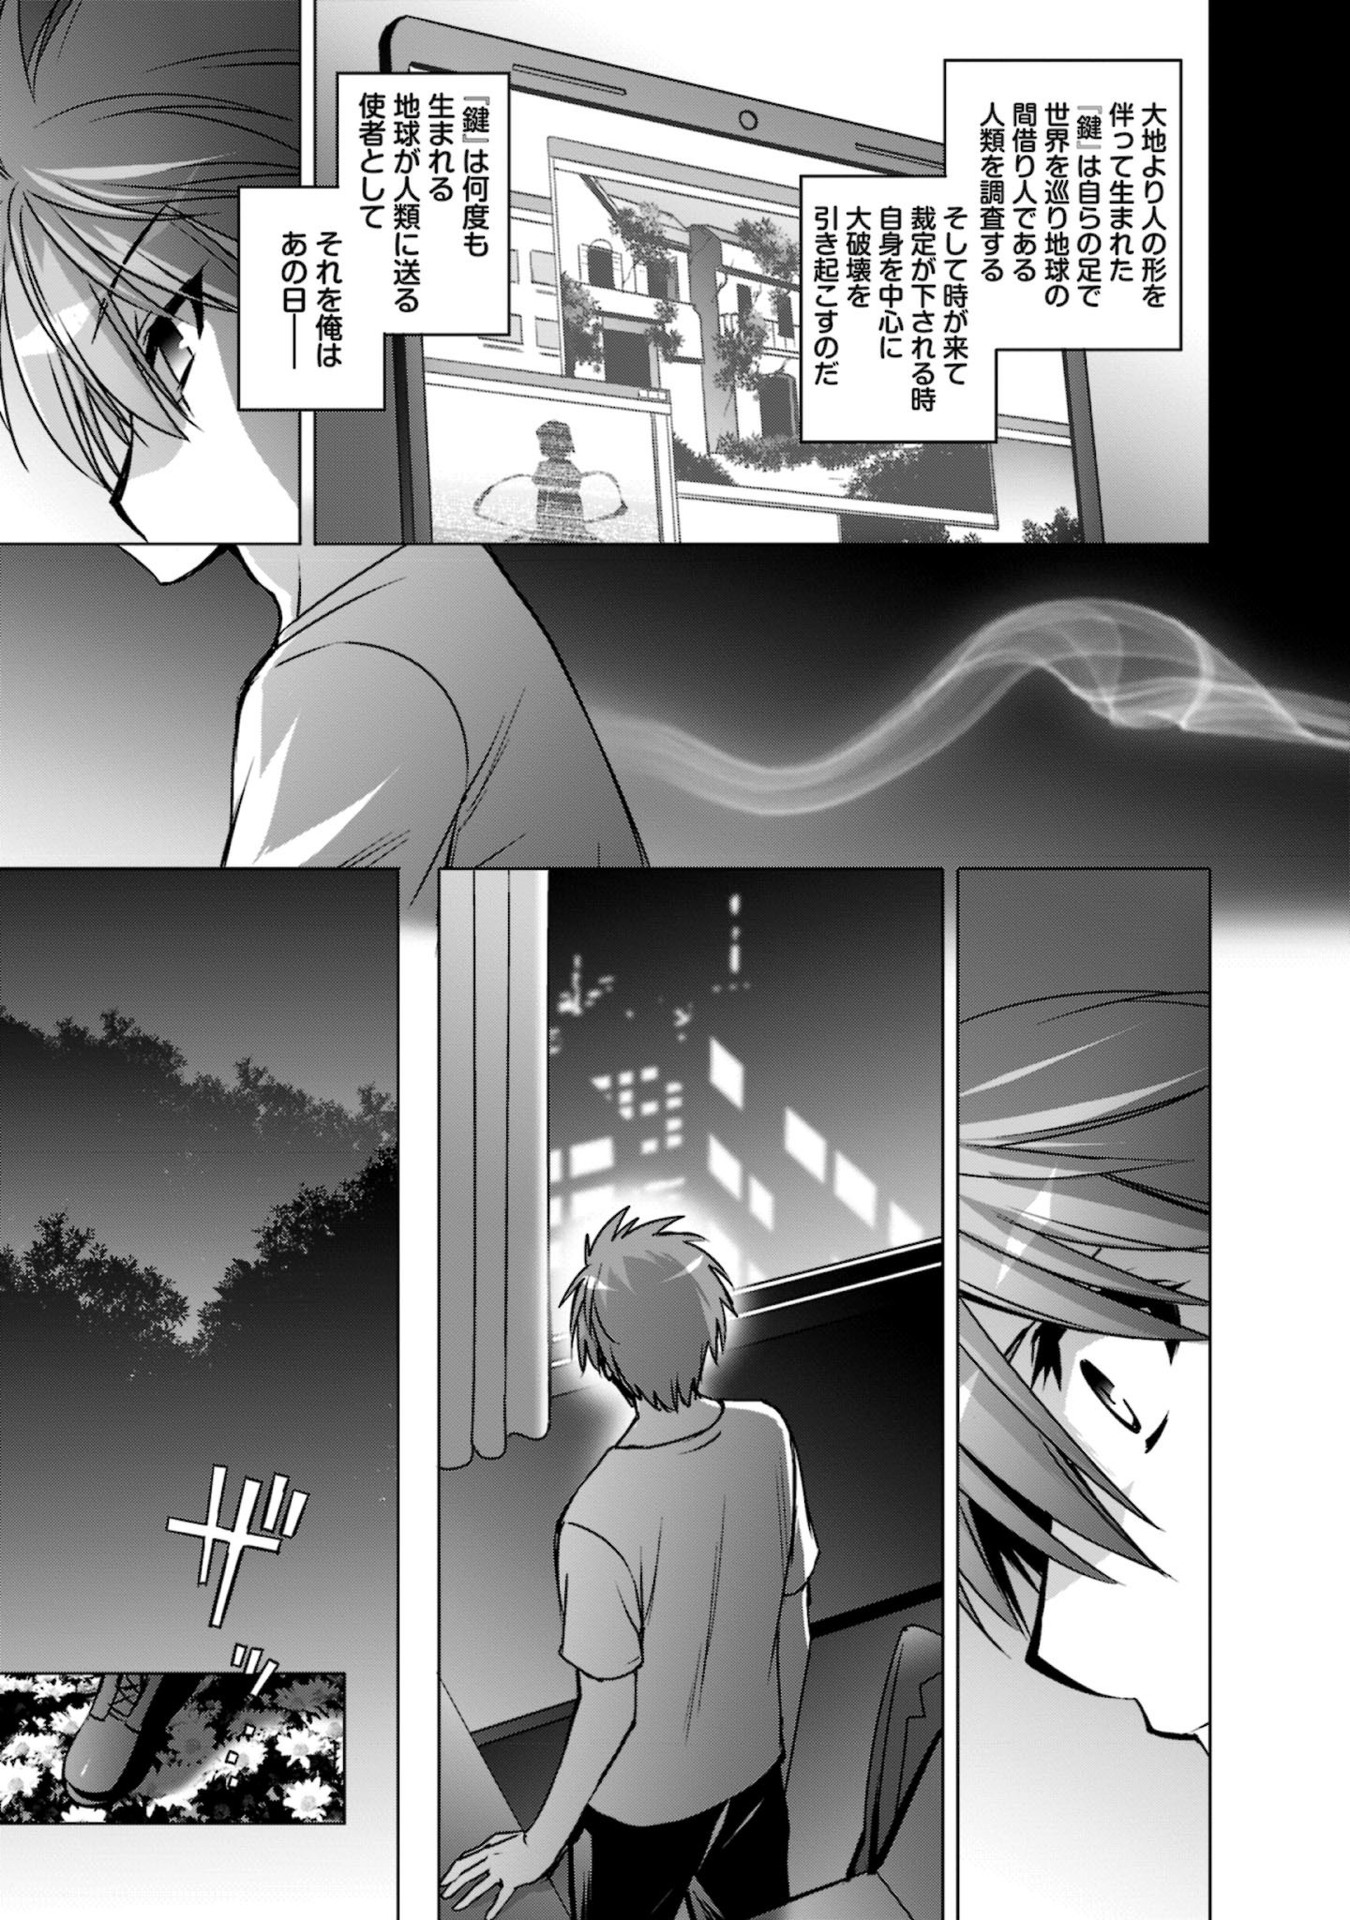 大地より人の形を
伴って生まれた
『鍵』は自らの足で
世界を巡り地球の
間借り人である
人類を調査する
そして時が来て
裁定が下される時
自身を中心に
大破壊を
引き起こすのだ
『鍵』は何度も
生まれる
地球が人類に送る
使者として
それを俺は
あの日――
ザッ